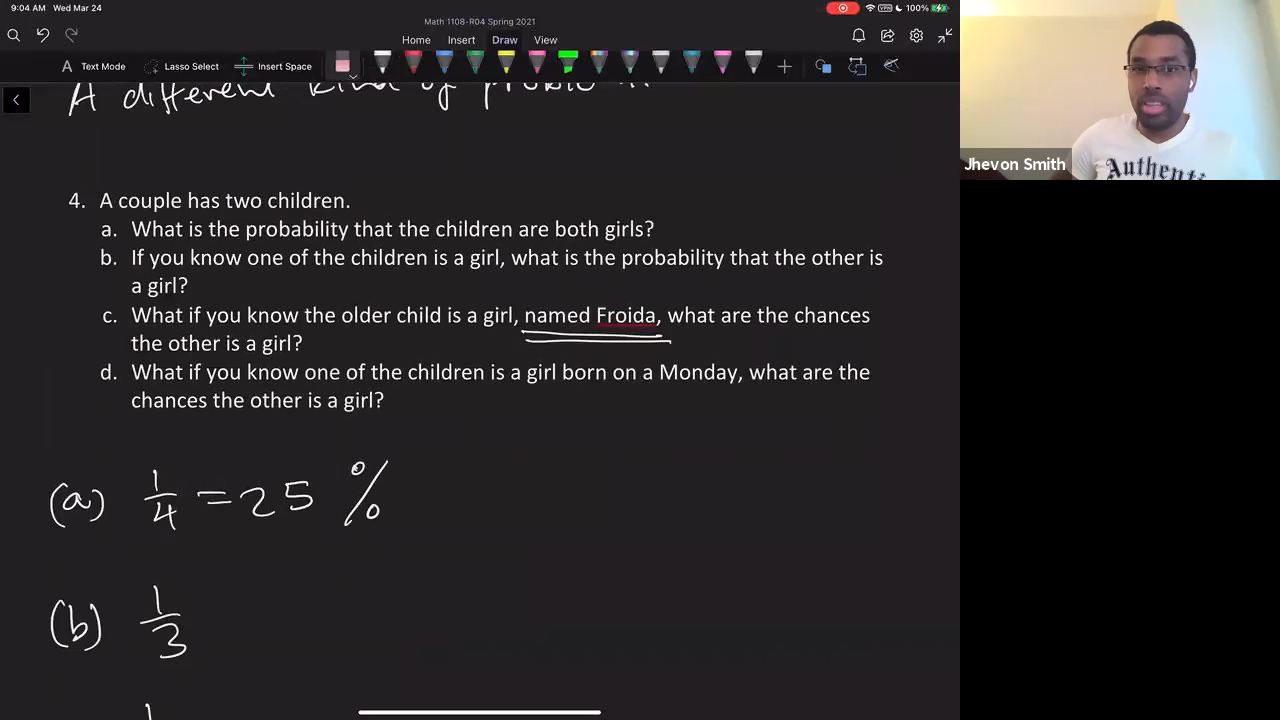 9:04 AM Wed Mar 24
100%
Math 1108-R04 Spring 2021
Home Insert Draw View
Text Mode Lasso Select Insert Space
A different kind of
4. A couple has two children.
a. What is the probability that the children are both girls?
b. If you know one of the children is a girl, what is the probability that the other is
a girl?
c. What if you know the older child is a girl, named Froida, what are the chances
the other is a girl?
d. What if you know one of the children is a girl born on a Monday, what are the
chances the other is a girl?
(a) 1/4 = 25 %
(b) 1/3
Jhevon Smith
Authentic